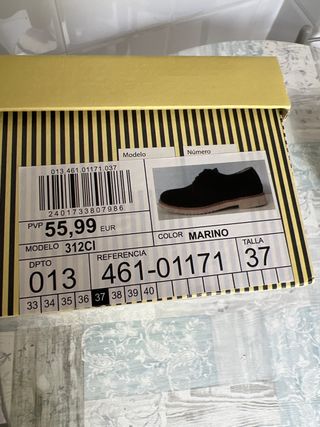 Modelo Número
013.461.01171.037
2401733807986
PVP 55,99 EUR
MODELO 312CI
COLOR MARINO
DPTO REFERENCIA TALLA
013 461-01171 37
33 34 35 36 37 38 39 40